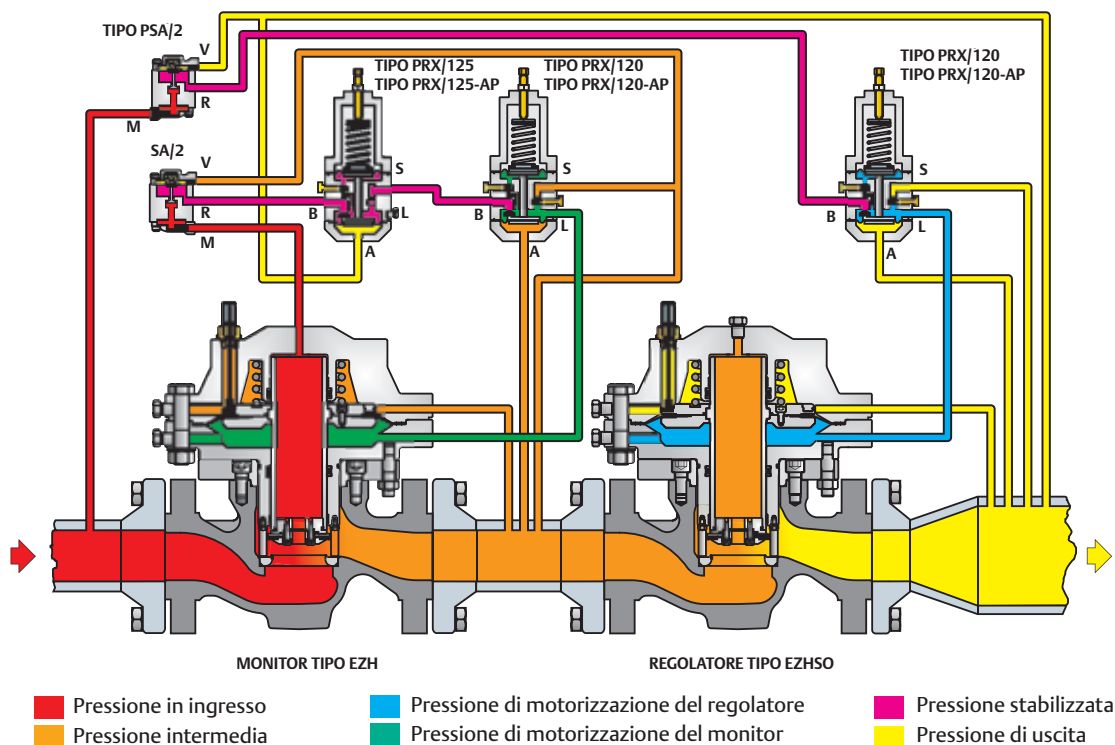 TIPO PSA/2
V
R
M
SA/2
V
R
M
TIPO PRX/125
TIPO PRX/125-AP
S
B
L
A
TIPO PRX/120
TIPO PRX/120-AP
S
B
L
A
TIPO PRX/120
TIPO PRX/120-AP
S
B
L
A
MONITOR TIPO EZH
REGOLATORE TIPO EZHSO
Pressione in ingresso
Pressione intermedia
Pressione di motorizzazione del regolatore
Pressione di motorizzazione del monitor
Pressione stabilizzata
Pressione di uscita